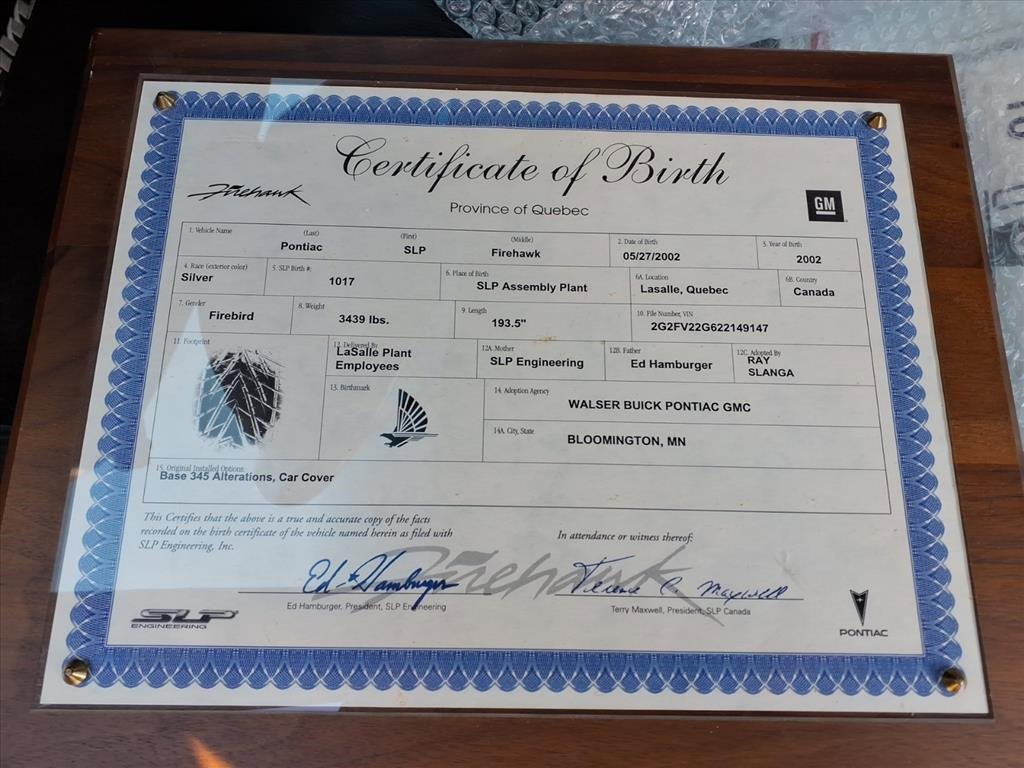 Certificate of Birth
Firehawk
Province of Quebec
GM
1. Vehicle Name (Last) (First) (Middle)
Pontiac SLP Firehawk
2. Date of Birth
05/27/2002
3. Year of Birth
2002
4. Race (exterior color)
Silver
5. SLP Birth #:
1017
6. Place of Birth
SLP Assembly Plant
6A. Location
Lasalle, Quebec
6B. Country
Canada
7. Gender
Firebird
8. Weight
3439 lbs.
9. Length
193.5"
10. File Number, VIN
2G2FV22G622149147
11. Footprint
12. Delivered By
LaSalle Plant
Employees
12A. Mother
SLP Engineering
12B. Father
Ed Hamburger
12C. Adopted By
RAY
SLANGA
13. Birthmark
14. Adoption Agency
WALSER BUICK PONTIAC GMC
14A. City, State
BLOOMINGTON, MN
15. Original Installed Options
Base 345 Alterations, Car Cover
This Certifies that the above is a true and accurate copy of the facts
recorded on the birth certificate of the vehicle named herein as filed with
SLP Engineering, Inc.
In attendance or witness thereof:
Firehawk
Ed Hamburger
Ed Hamburger, President, SLP Engineering
Terence C. Maxwell
Terry Maxwell, President, SLP Canada
SLP
ENGINEERING
PONTIAC